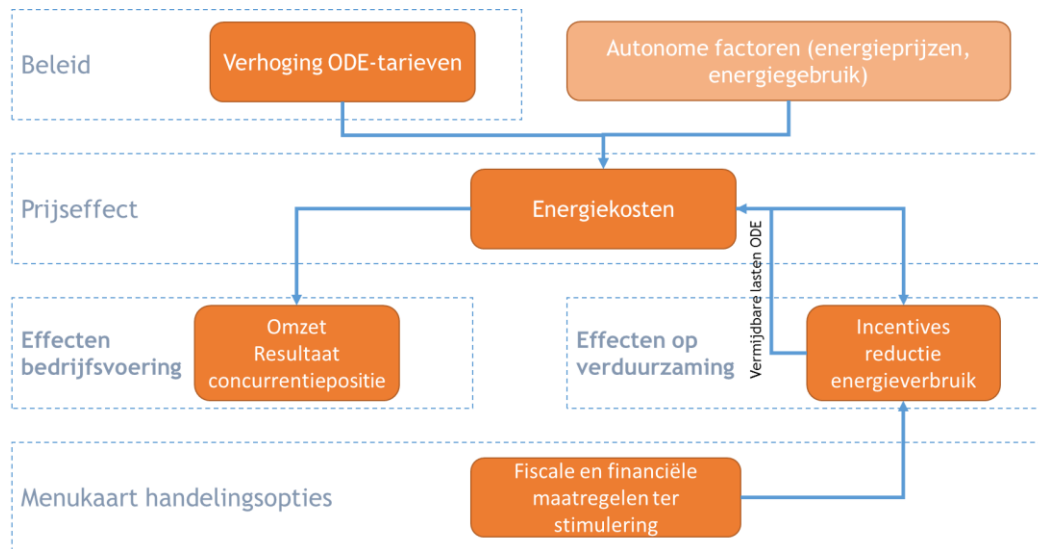 Beleid
Verhoging ODE-tarieven
Autonome factoren (energieprijzen,
energiegebruik)
Prijseffect
Energiekosten
Vermijdbare lasten ODE
Effecten
bedrijfsvoering
Omzet
Resultaat
concurrentiepositie
Effecten op
verduurzaming
Incentives
reductie
energieverbruik
Menukaart handelingsopties
Fiscale en financiële
maatregelen ter
stimulering